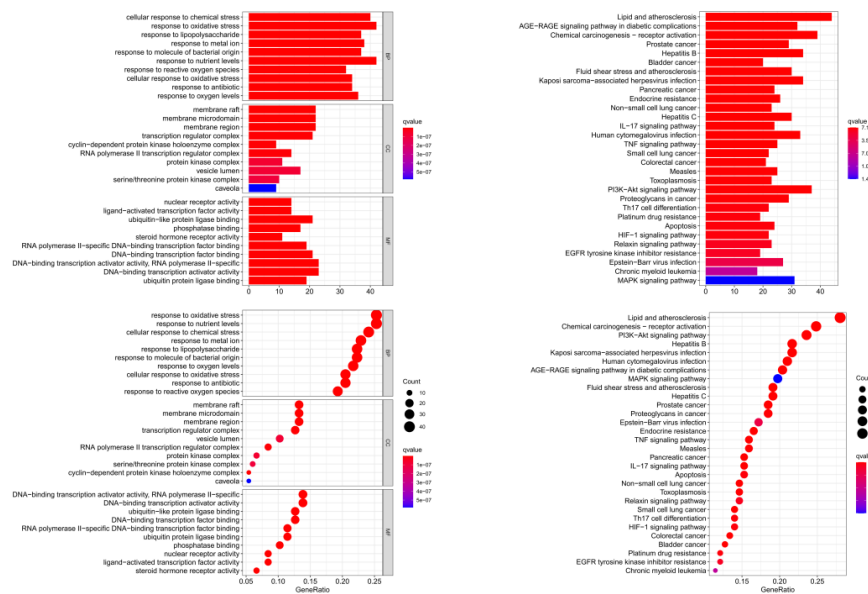 cellular response to chemical stress
response to oxidative stress
response to lipopolysaccharide
response to metal ion
response to molecule of bacterial origin
response to nutrient levels
response to reactive oxygen species
cellular response to oxidative stress
response to antibiotic
response to oxygen levels
BP
membrane raft
membrane microdomain
membrane region
transcription regulator complex
cyclin−dependent protein kinase holoenzyme complex
RNA polymerase II transcription regulator complex
protein kinase complex
vesicle lumen
serine/threonine protein kinase complex
caveola
CC
nuclear receptor activity
ligand−activated transcription factor activity
ubiquitin−like protein ligase binding
phosphatase binding
steroid hormone receptor activity
RNA polymerase II−specific DNA−binding transcription factor binding
DNA−binding transcription factor binding
DNA−binding transcription activator activity, RNA polymerase II−specific
DNA−binding transcription activator activity
ubiquitin protein ligase binding
MF
0 10 20 30 40
qvalue
1e−07
2e−07
3e−07
4e−07
5e−07
Lipid and atherosclerosis
AGE−RAGE signaling pathway in diabetic complications
Chemical carcinogenesis − receptor activation
Prostate cancer
Hepatitis B
Bladder cancer
Fluid shear stress and atherosclerosis
Kaposi sarcoma−associated herpesvirus infection
Pancreatic cancer
Endocrine resistance
Non−small cell lung cancer
Hepatitis C
IL−17 signaling pathway
Human cytomegalovirus infection
TNF signaling pathway
Small cell lung cancer
Colorectal cancer
Measles
Toxoplasmosis
PI3K−Akt signaling pathway
Proteoglycans in cancer
Th17 cell differentiation
Platinum drug resistance
Apoptosis
HIF−1 signaling pathway
Relaxin signaling pathway
EGFR tyrosine kinase inhibitor resistance
Epstein−Barr virus infection
Chronic myeloid leukemia
MAPK signaling pathway
0 10 20 30 40
qvalue
7.1
3.5
7.0
1.0
1.4
response to oxidative stress
response to nutrient levels
cellular response to chemical stress
response to metal ion
response to lipopolysaccharide
response to molecule of bacterial origin
response to oxygen levels
cellular response to oxidative stress
response to antibiotic
response to reactive oxygen species
BP
membrane raft
membrane microdomain
membrane region
transcription regulator complex
vesicle lumen
RNA polymerase II transcription regulator complex
protein kinase complex
serine/threonine protein kinase complex
cyclin−dependent protein kinase holoenzyme complex
caveola
CC
DNA−binding transcription activator activity, RNA polymerase II−specific
DNA−binding transcription activator activity
ubiquitin−like protein ligase binding
DNA−binding transcription factor binding
RNA polymerase II−specific DNA−binding transcription factor binding
ubiquitin protein ligase binding
phosphatase binding
nuclear receptor activity
ligand−activated transcription factor activity
steroid hormone receptor activity
MF
0.05 0.10 0.15 0.20 0.25
GeneRatio
Count
10
20
30
40
qvalue
1e−07
2e−07
3e−07
4e−07
5e−07
Lipid and atherosclerosis
Chemical carcinogenesis − receptor activation
PI3K−Akt signaling pathway
Hepatitis B
Kaposi sarcoma−associated herpesvirus infection
Human cytomegalovirus infection
AGE−RAGE signaling pathway in diabetic complications
MAPK signaling pathway
Fluid shear stress and atherosclerosis
Hepatitis C
Prostate cancer
Proteoglycans in cancer
Epstein−Barr virus infection
Endocrine resistance
TNF signaling pathway
Measles
Pancreatic cancer
IL−17 signaling pathway
Apoptosis
Non−small cell lung cancer
Toxoplasmosis
Relaxin signaling pathway
Small cell lung cancer
Th17 cell differentiation
HIF−1 signaling pathway
Colorectal cancer
Bladder cancer
Platinum drug resistance
EGFR tyrosine kinase inhibitor resistance
Chronic myeloid leukemia
0.15 0.20 0.25
GeneRatio
Cou
qval